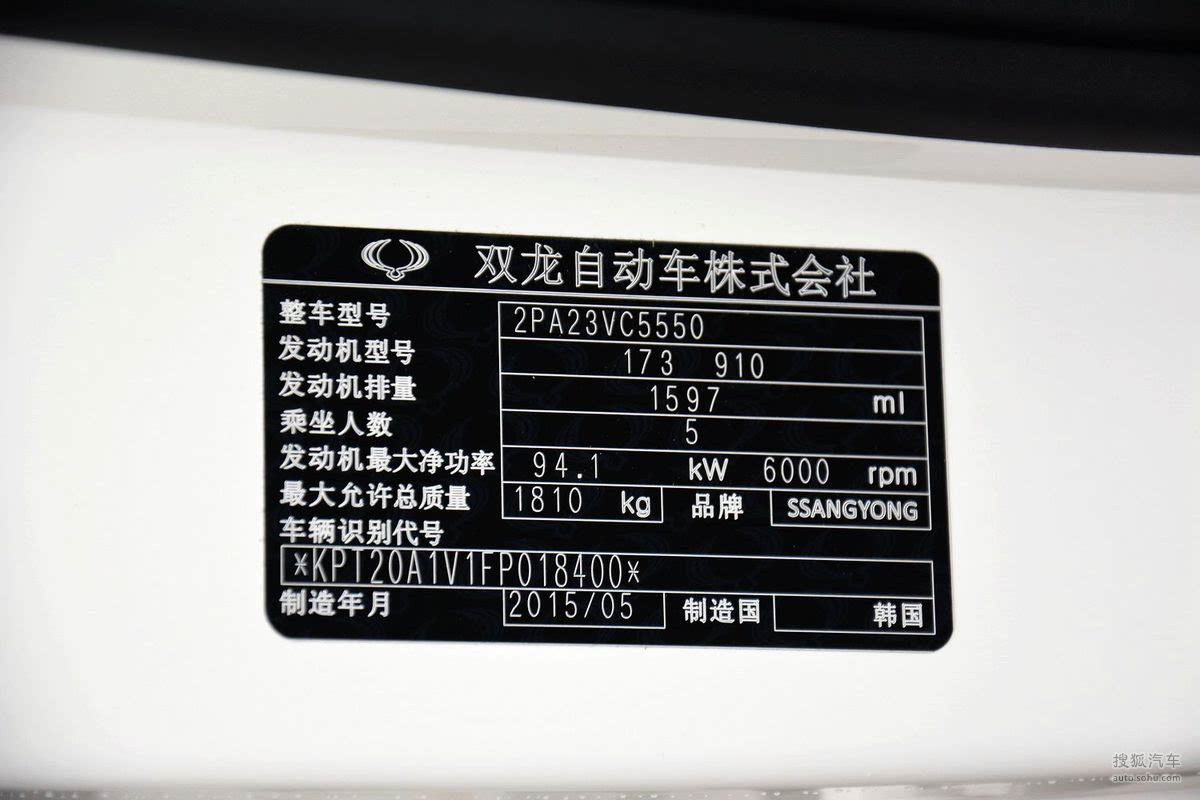 双龙自动车株式会社
整车型号 2PA23VC5550
发动机型号 173 910
发动机排量 1597 ml
乘坐人数 5
发动机最大净功率 94.1 kW 6000 rpm
最大允许总质量 1810 kg 品牌 SSANGYONG
车辆识别代号
*KPT20A1V1FP018400*
制造年月 2015/05 制造国 韩国
搜狐汽车
auto.sohu.com